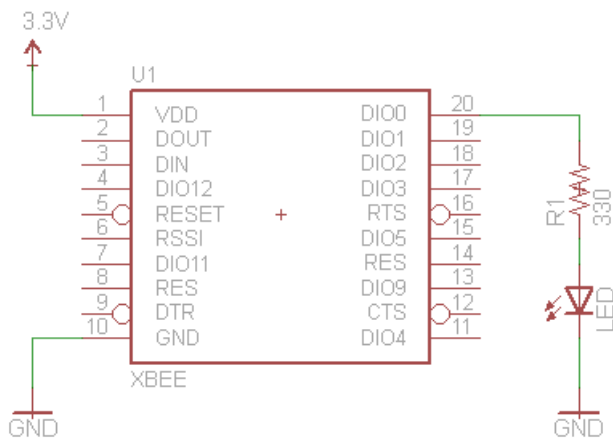 3.3V
U1
1 VDD DIO0 20
2 DOUT DIO1 19
3 DIN DIO2 18
4 DIO12 DIO3 17
5 RESET RTS 16
6 RSSI DIO5 15
7 DIO11 RES 14
8 RES DIO9 13
9 DTR CTS 12
10 GND DIO4 11
XBEE
R1
330
LED
GND
GND